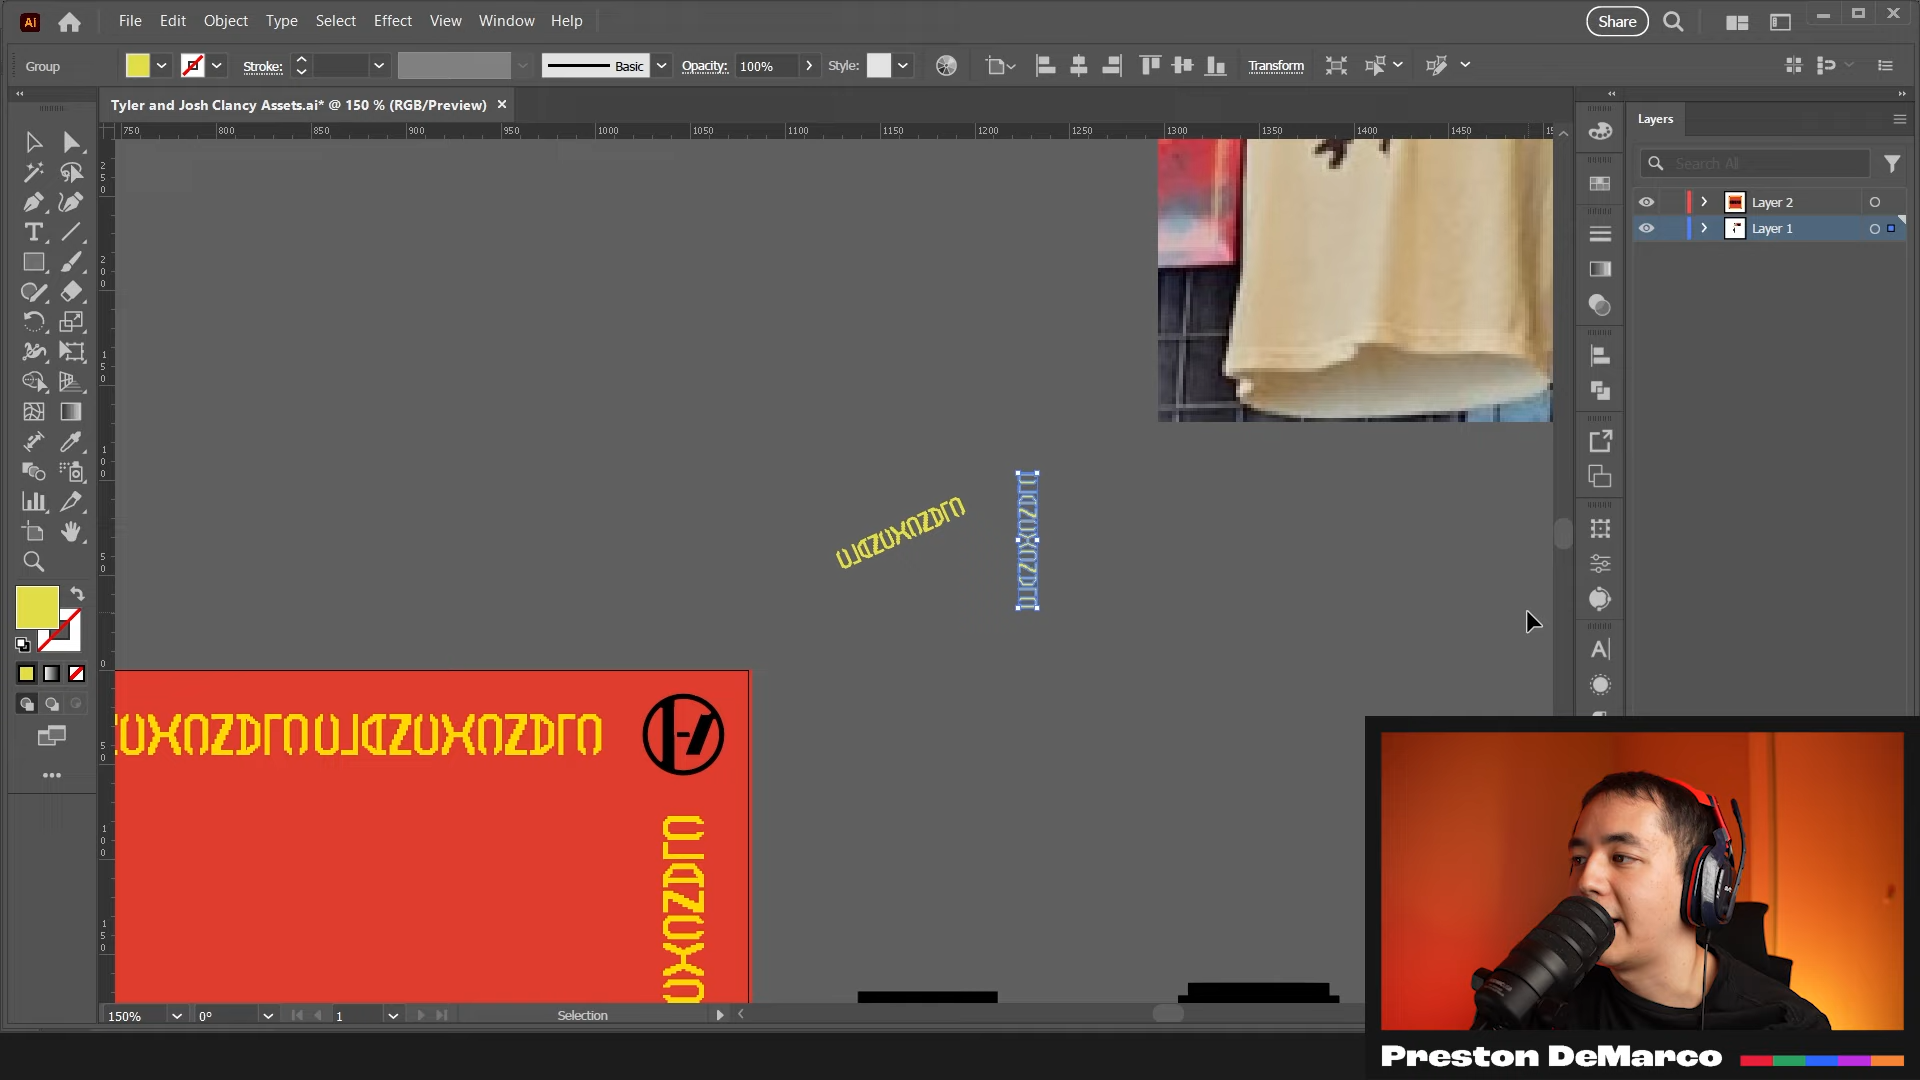 Ai
File Edit Object Type Select Effect View Window Help
Share
Group
Stroke:
Basic
Opacity:
100%
Style:
Transform
Tyler and Josh Clancy Assets.ai* @ 150 % (RGB/Preview)
750 800 850 900 950 1000 1050 1100 1150 1200 1250 1300 1350 1400 1450
Layers
Search All
Layer 2
Layer 1
150%
0°
1
Selection
Preston DeMarco